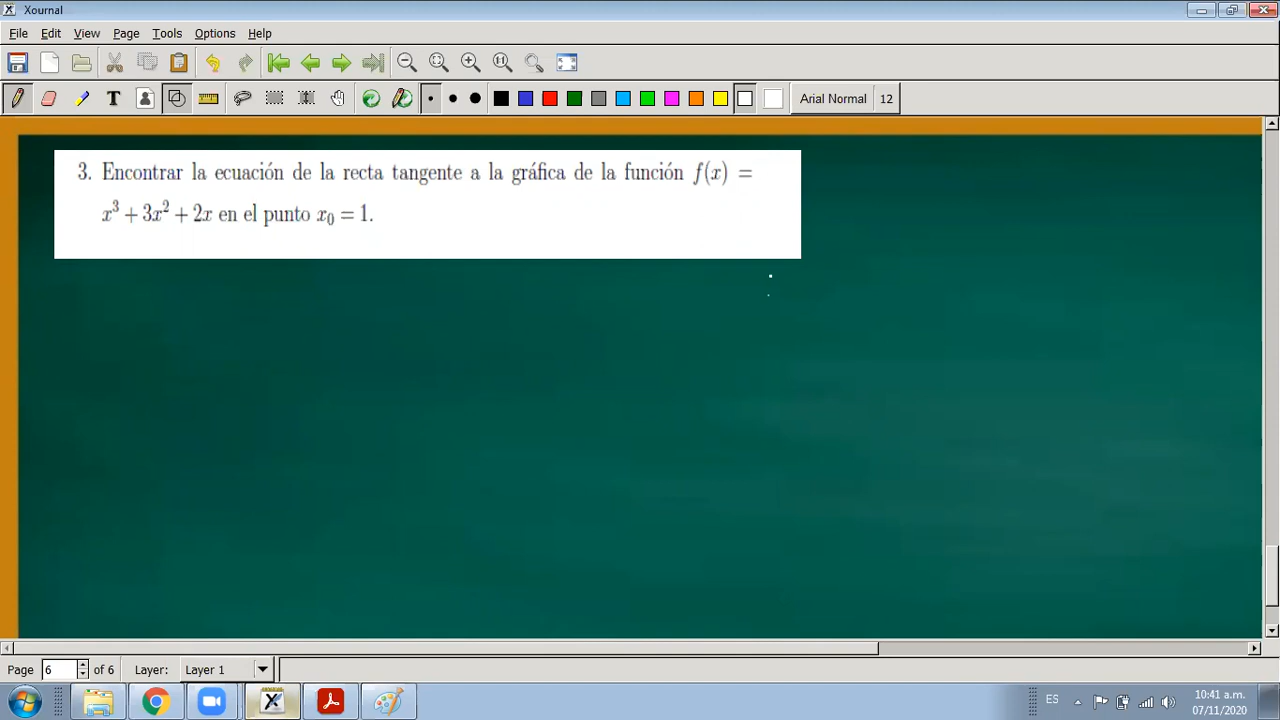 Xournal
File Edit View Page Tools Options Help
Arial Normal 12
3. Encontrar la ecuación de la recta tangente a la gráfica de la función f(x) =
x³ + 3x² + 2x en el punto x₀ = 1.
Page 6 of 6 Layer: Layer 1
ES 10:41 a.m.
07/11/2020